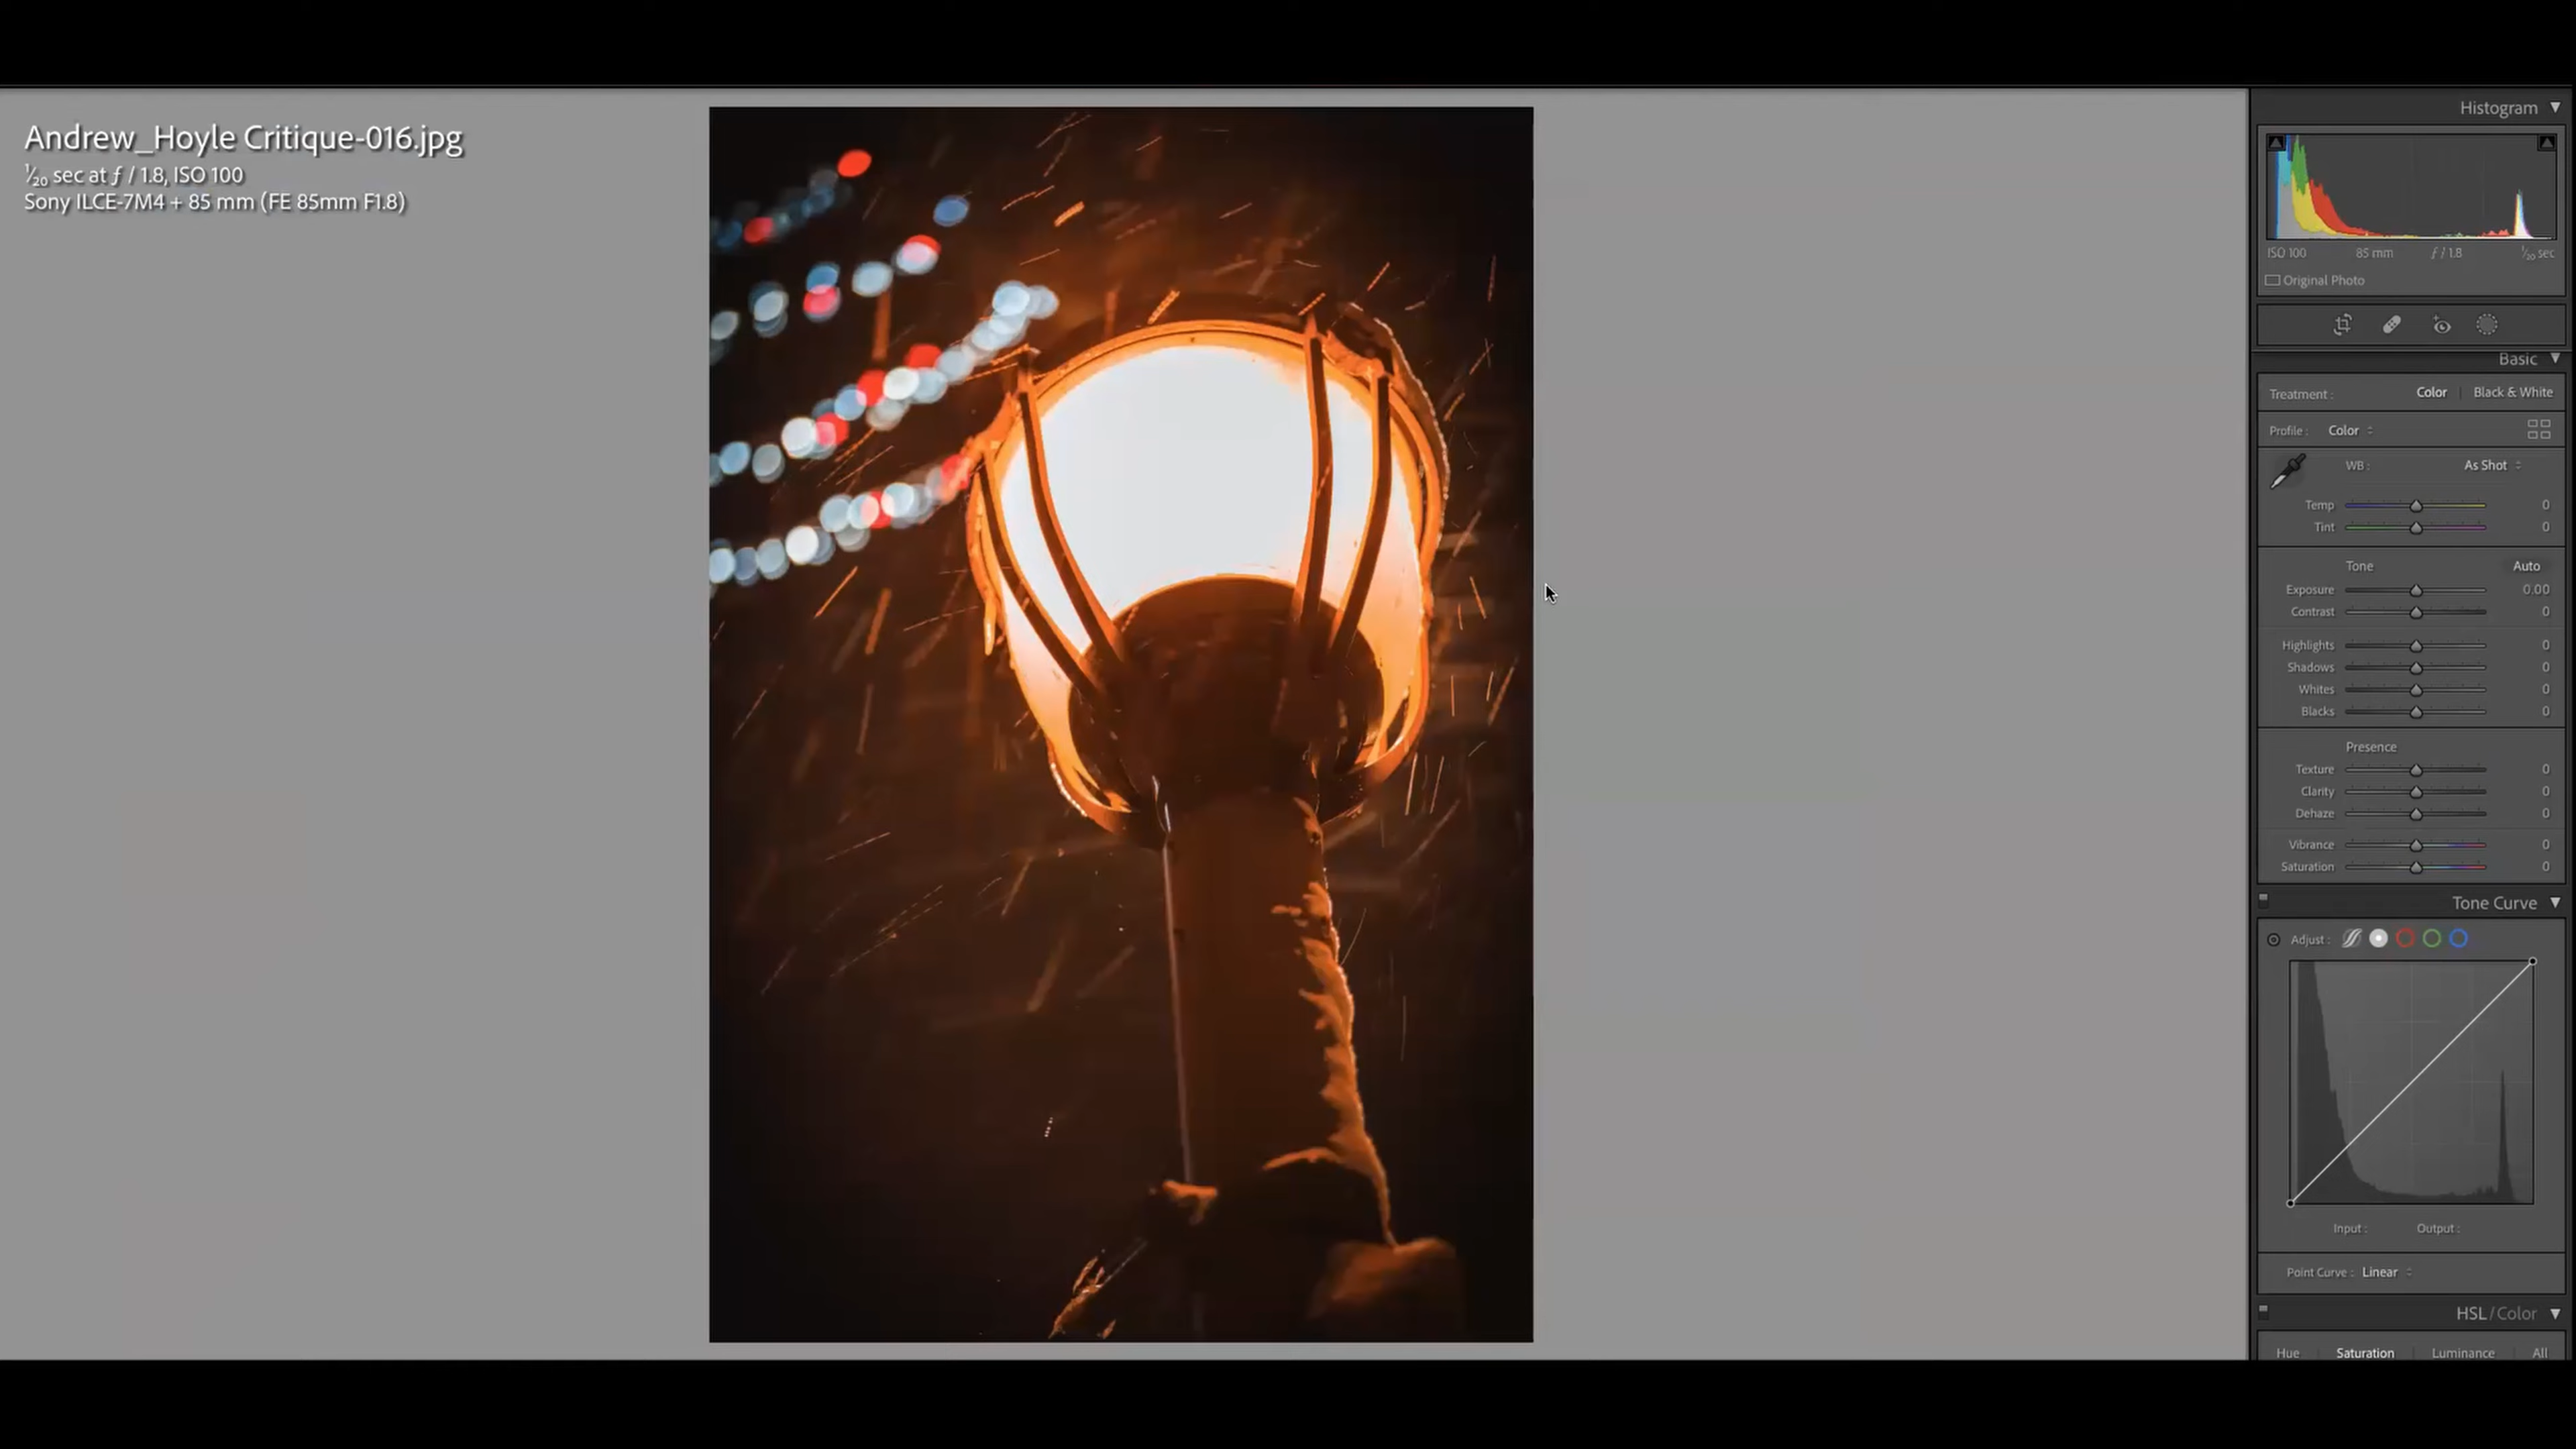 Andrew_Hoyle Critique-016.jpg
1/20 sec at ƒ / 1.8, ISO 100
Sony ILCE-7M4 + 85 mm (FE 85mm F1.8)
Histogram
ISO 100 85 mm ƒ / 1.8 1/20 sec
Original Photo
Basic
Treatment : Color Black & White
Profile : Color
WB : As Shot
Temp 0
Tint 0
Tone Auto
Exposure 0.00
Contrast 0
Highlights 0
Shadows 0
Whites 0
Blacks 0
Presence
Texture 0
Clarity 0
Dehaze 0
Vibrance 0
Saturation 0
Tone Curve
Adjust :
Input : Output :
Point Curve : Linear
HSL / Color
Hue Saturation Luminance All